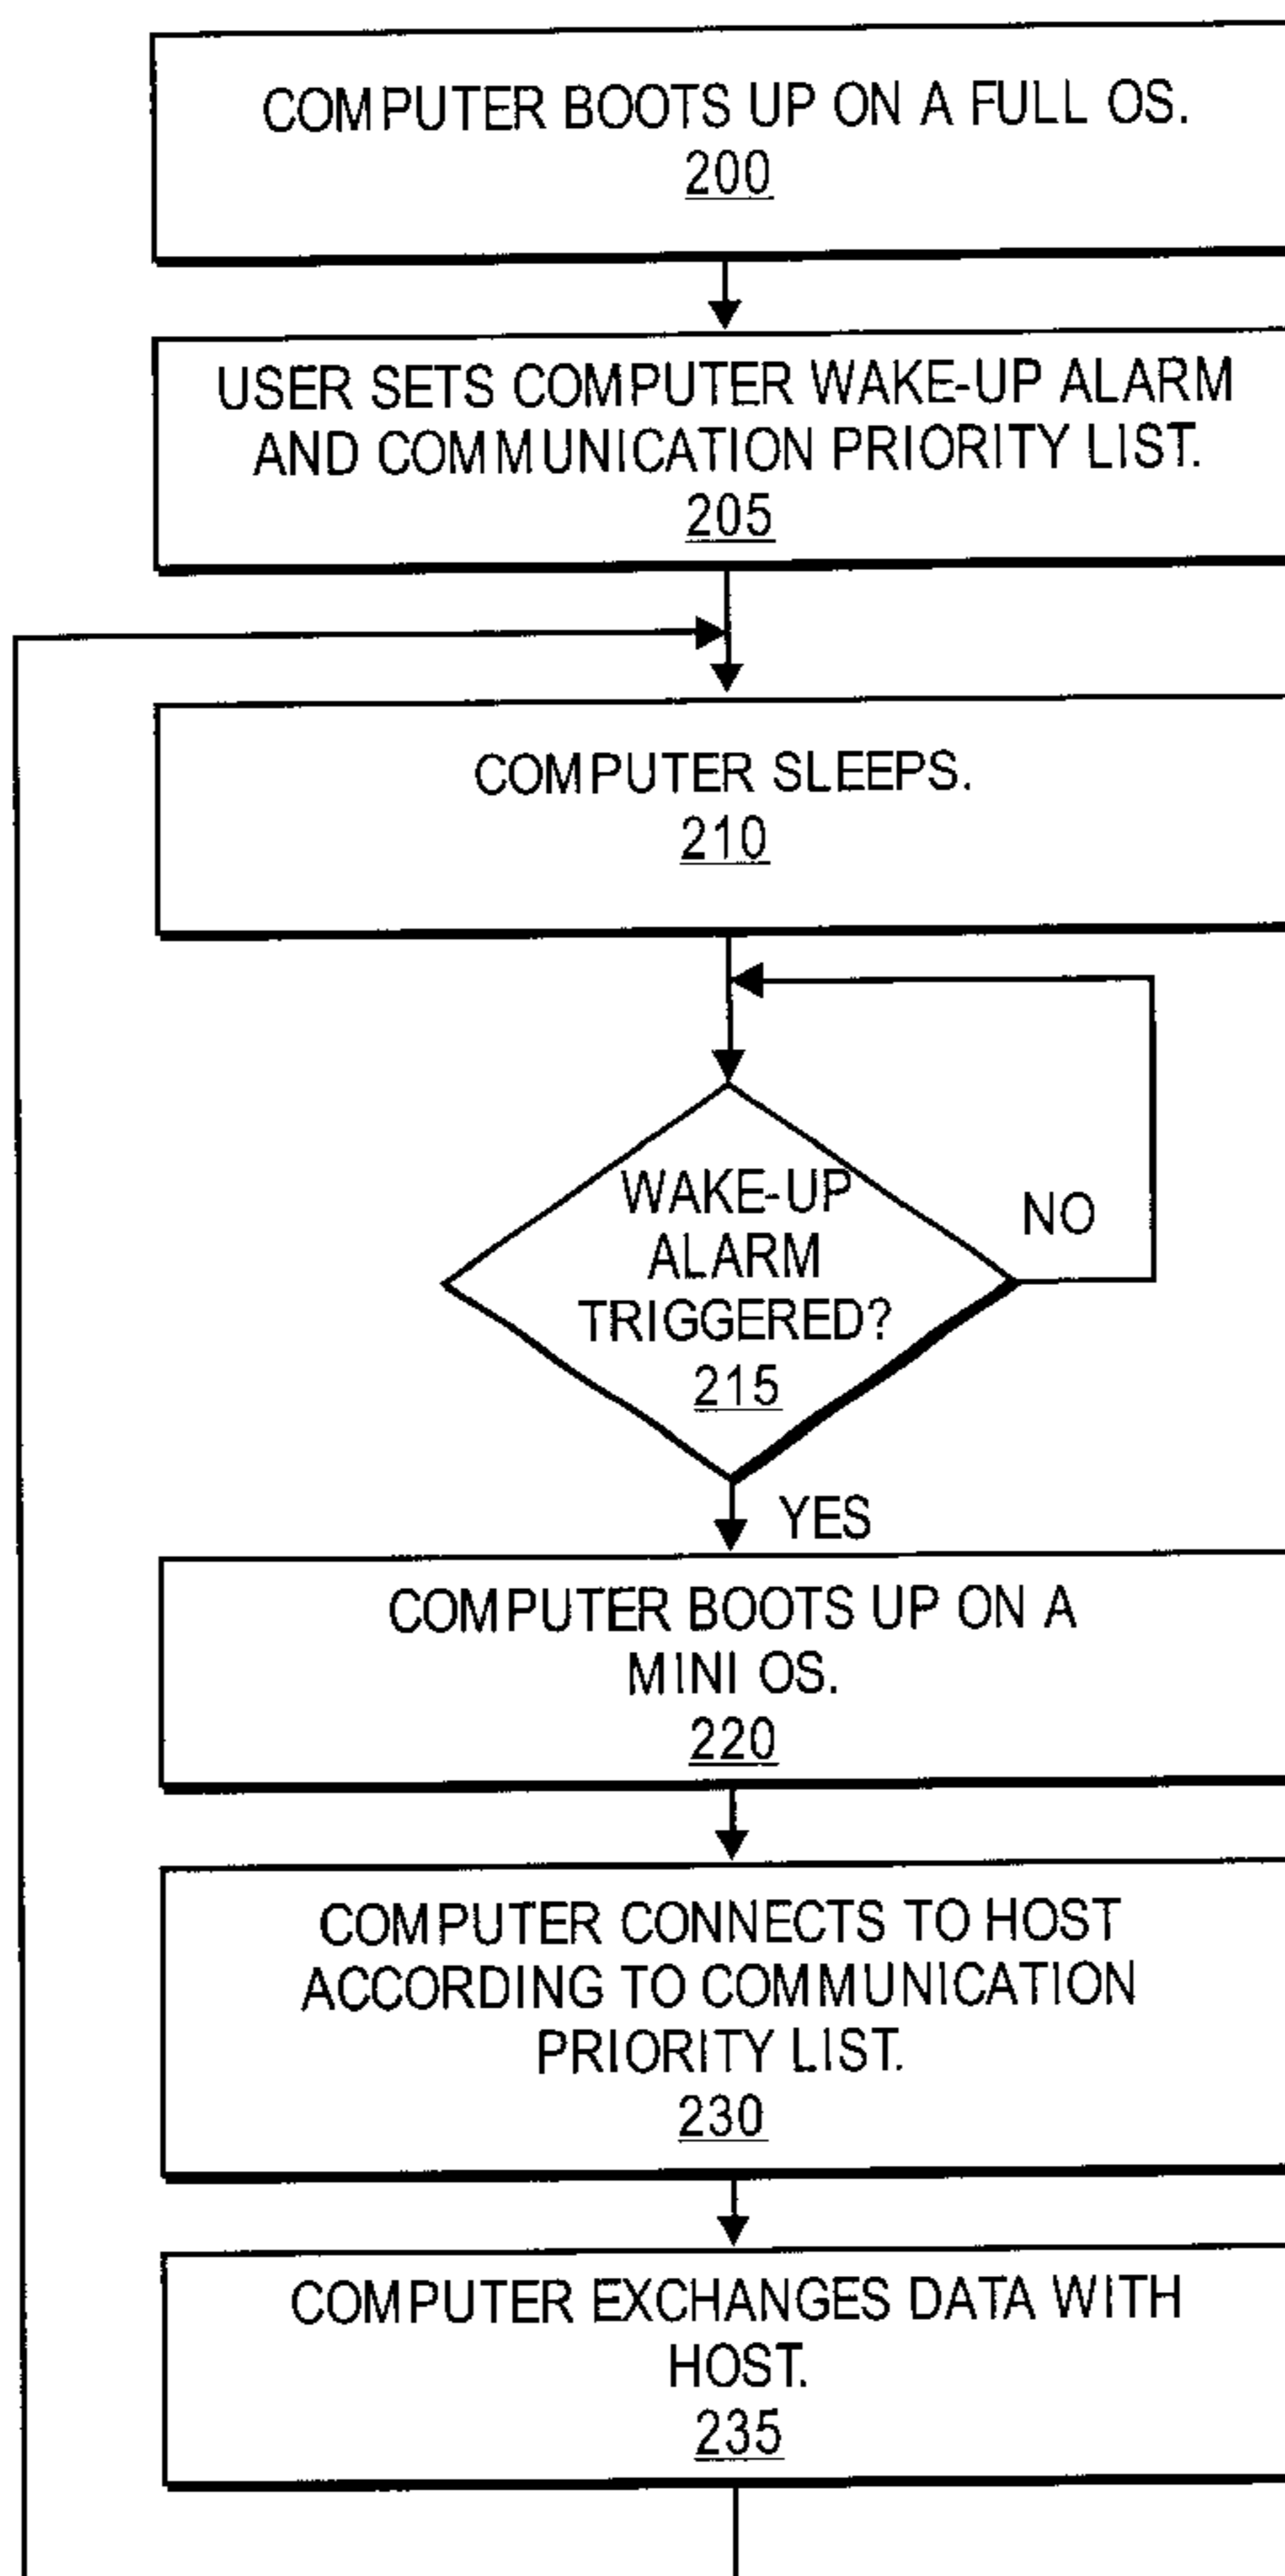 COMPUTER BOOTS UP ON A FULL OS.
200
USER SETS COMPUTER WAKE-UP ALARM
AND COMMUNICATION PRIORITY LIST.
205
COMPUTER SLEEPS.
210
WAKE-UP
ALARM
TRIGGERED?
215
NO
YES
COMPUTER BOOTS UP ON A
MINI OS.
220
COMPUTER CONNECTS TO HOST
ACCORDING TO COMMUNICATION
PRIORITY LIST.
230
COMPUTER EXCHANGES DATA WITH
HOST.
235